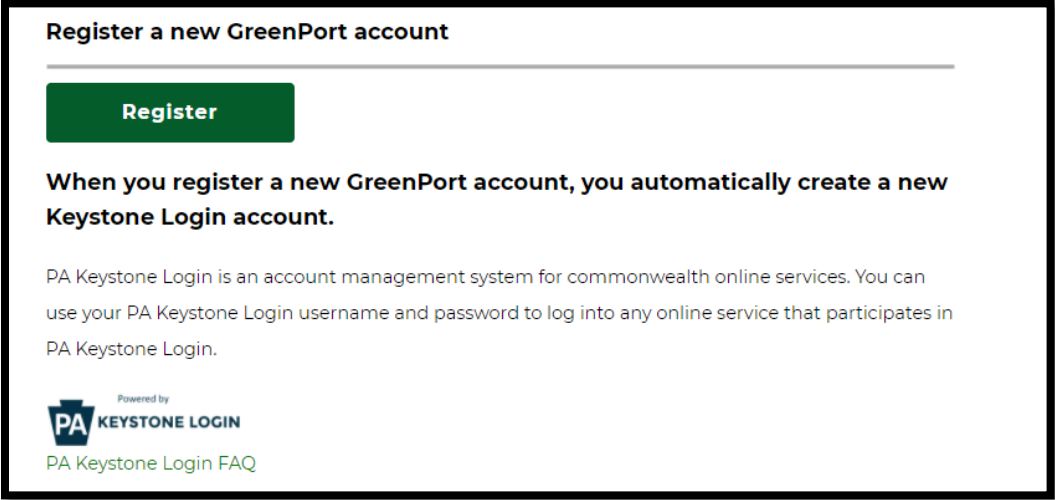 Register a new GreenPort account
Register
When you register a new GreenPort account, you automatically create a new
Keystone Login account.
PA Keystone Login is an account management system for commonwealth online services. You can
use your PA Keystone Login username and password to log into any online service that participates in
PA Keystone Login.
Powered by
PA KEYSTONE LOGIN
PA Keystone Login FAQ